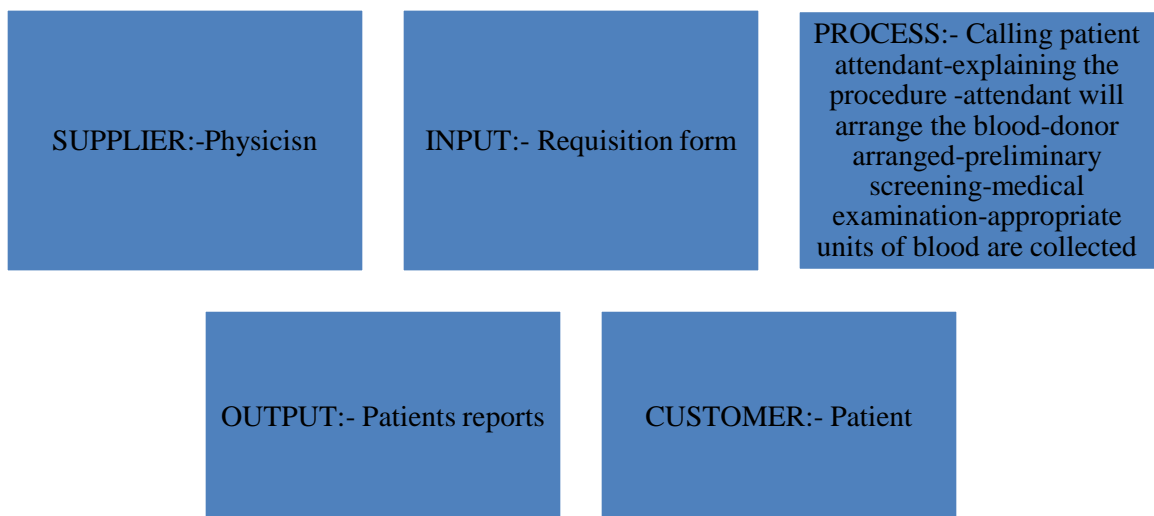 SUPPLIER:-Physicisn
INPUT:- Requisition form
PROCESS:- Calling patient
attendant-explaining the
procedure -attendant will
arrange the blood-donor
arranged-preliminary
screening-medical
examination-appropriate
units of blood are collected
OUTPUT:- Patients reports
CUSTOMER:- Patient